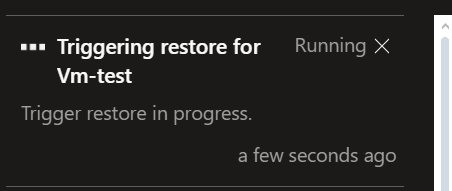 Triggering restore for Running
Vm-test
Trigger restore in progress.
a few seconds ago